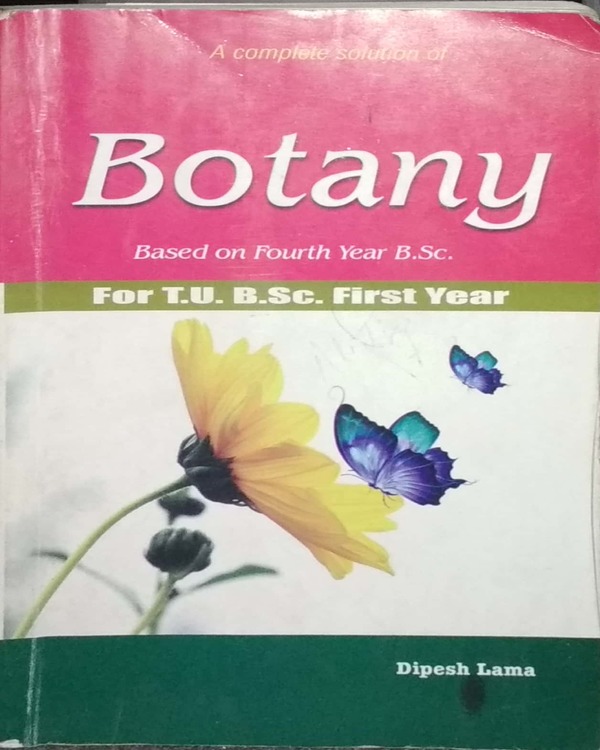 A complete solution of
Botany
Based on Fourth Year B.Sc.
For T.U. B.Sc. First Year
Dipesh Lama